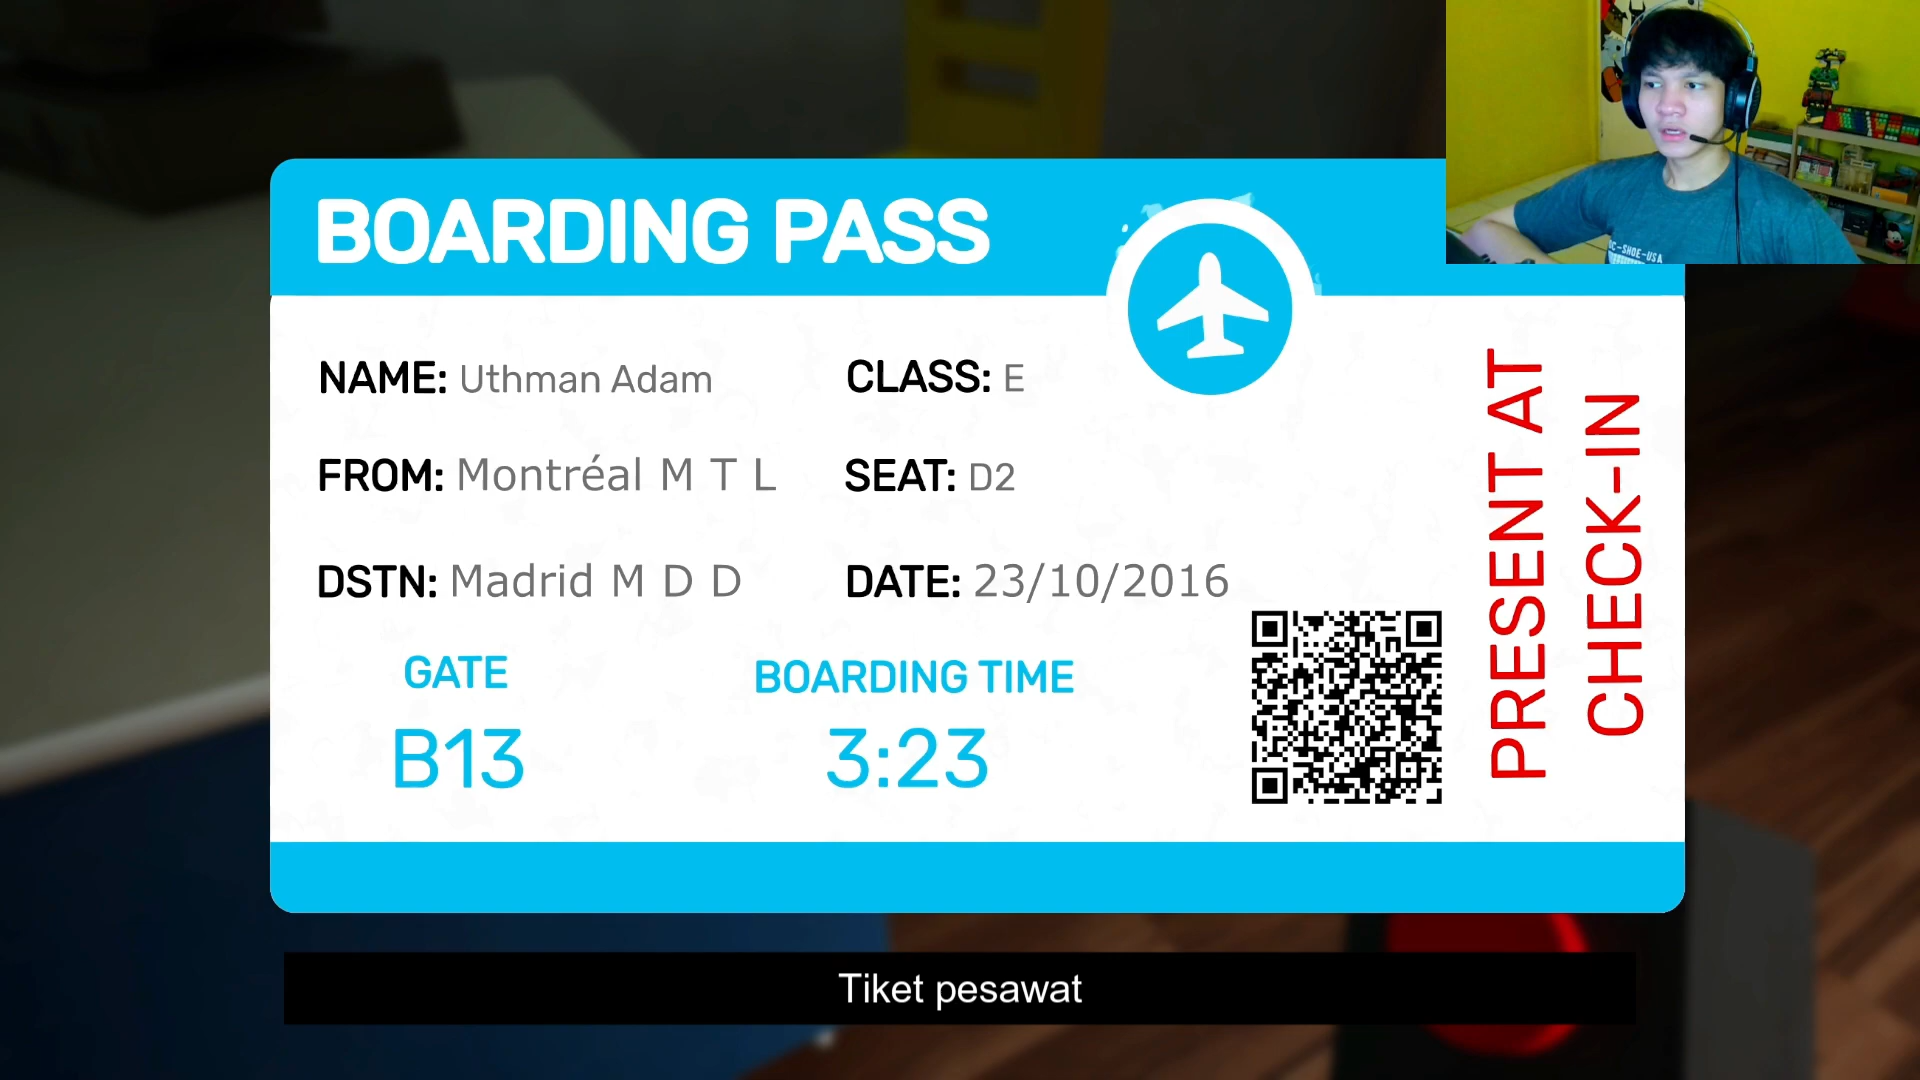 BOARDING PASS
NAME: Uthman Adam
CLASS: E
FROM: Montréal M T L
SEAT: D2
DSTN: Madrid M D D
DATE: 23/10/2016
GATE
B13
BOARDING TIME
3:23
PRESENT AT
CHECK-IN
Tiket pesawat